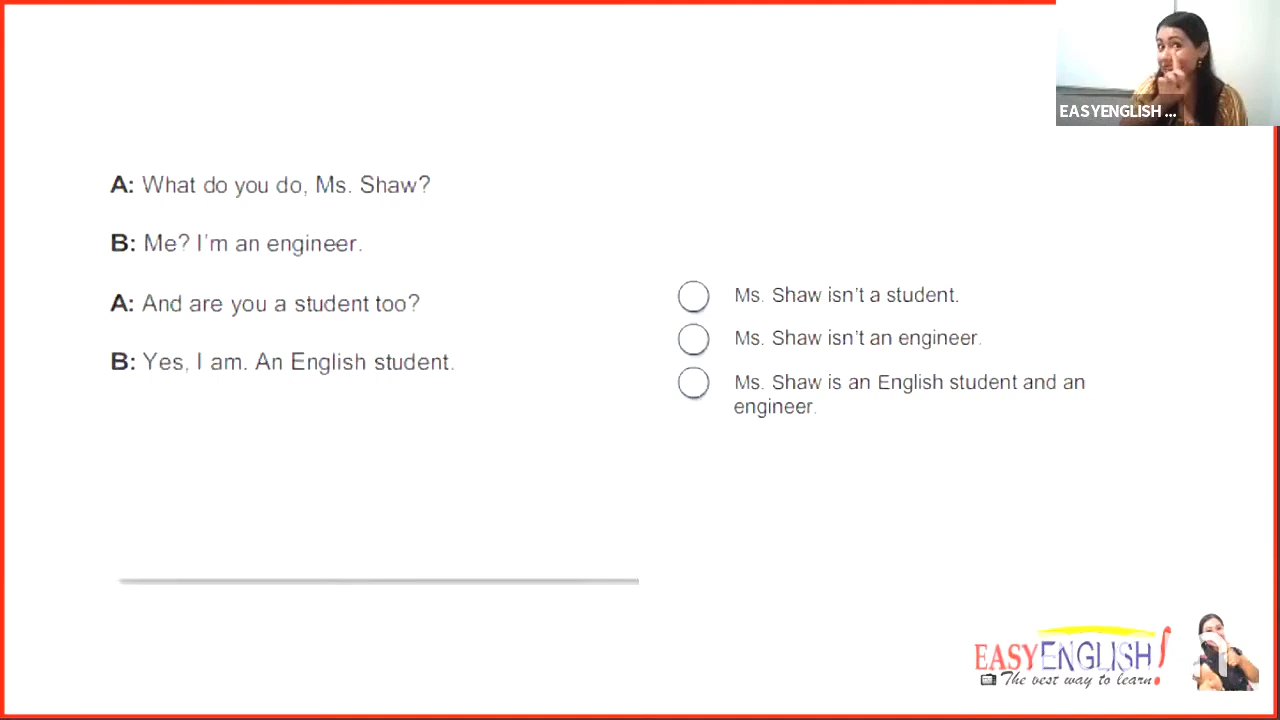 EASYENGLISH ...
A: What do you do, Ms. Shaw?
B: Me? I'm an engineer.
A: And are you a student too?
B: Yes, I am. An English student.
Ms. Shaw isn't a student.
Ms. Shaw isn't an engineer.
Ms. Shaw is an English student and an
engineer.
EASYENGLISH!
The best way to learn!